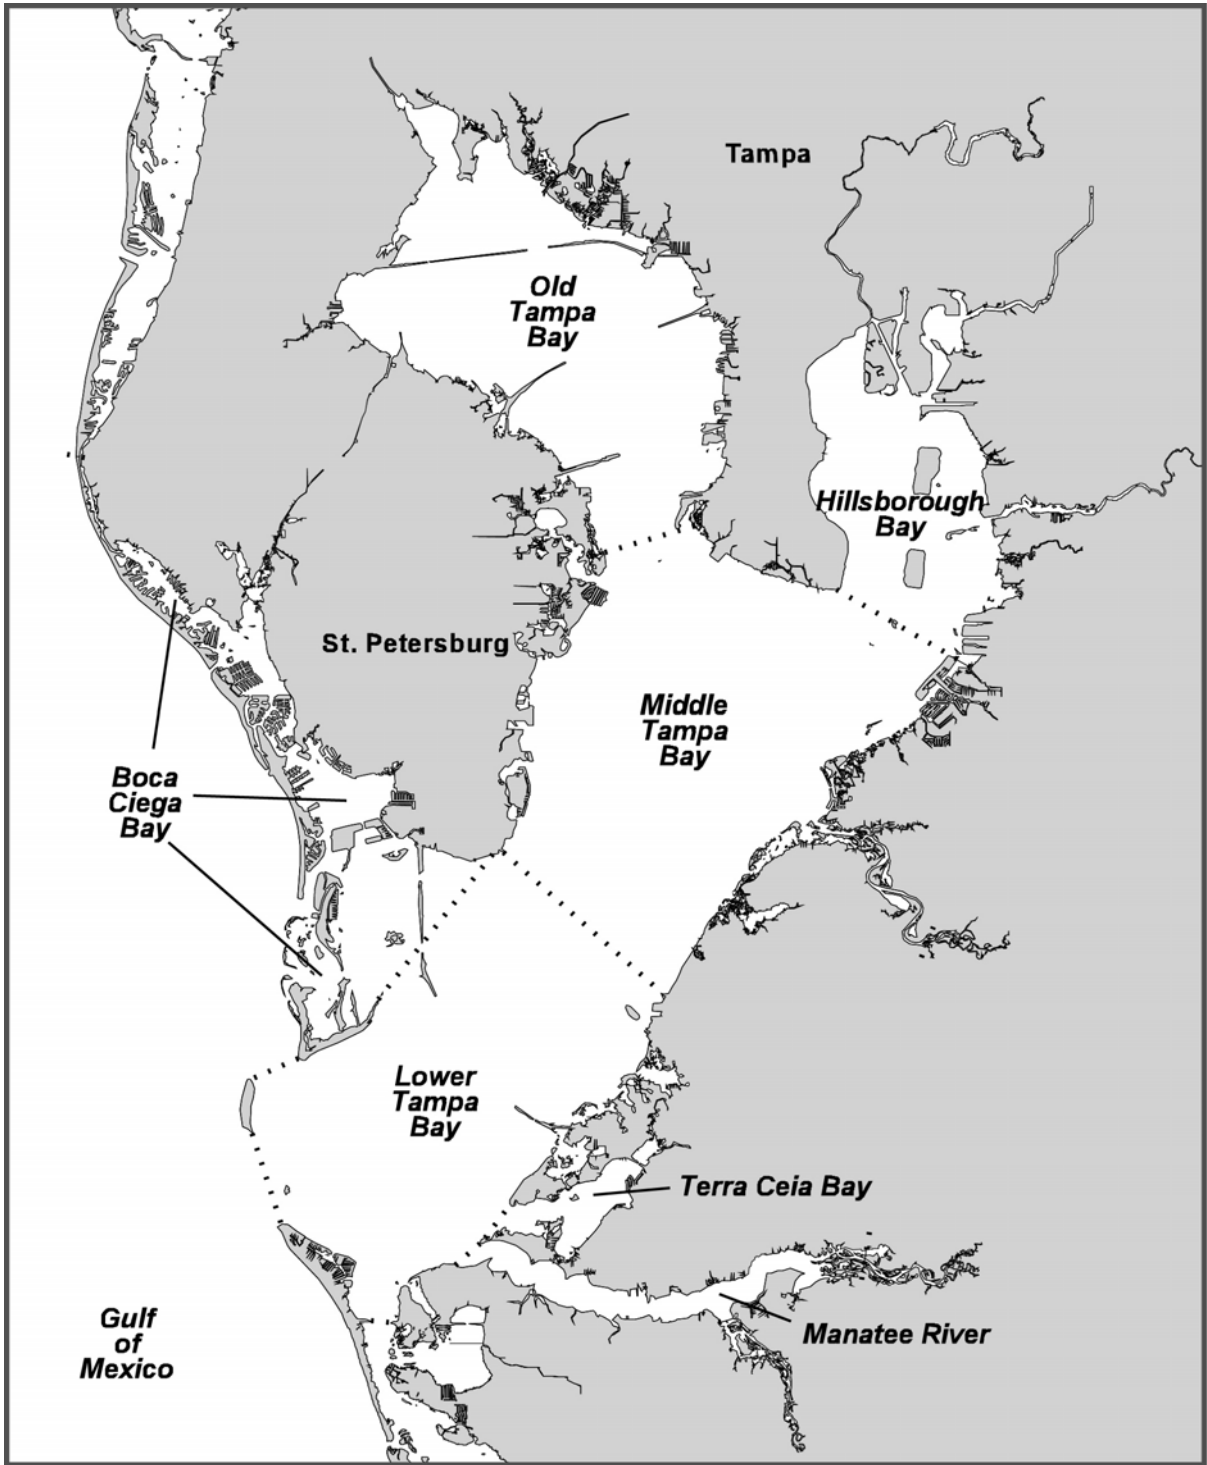 Tampa
Old
Tampa
Bay
Hillsborough
Bay
St. Petersburg
Middle
Tampa
Bay
Boca
Ciega
Bay
Lower
Tampa
Bay
Terra Ceia Bay
Gulf
of
Mexico
Manatee River